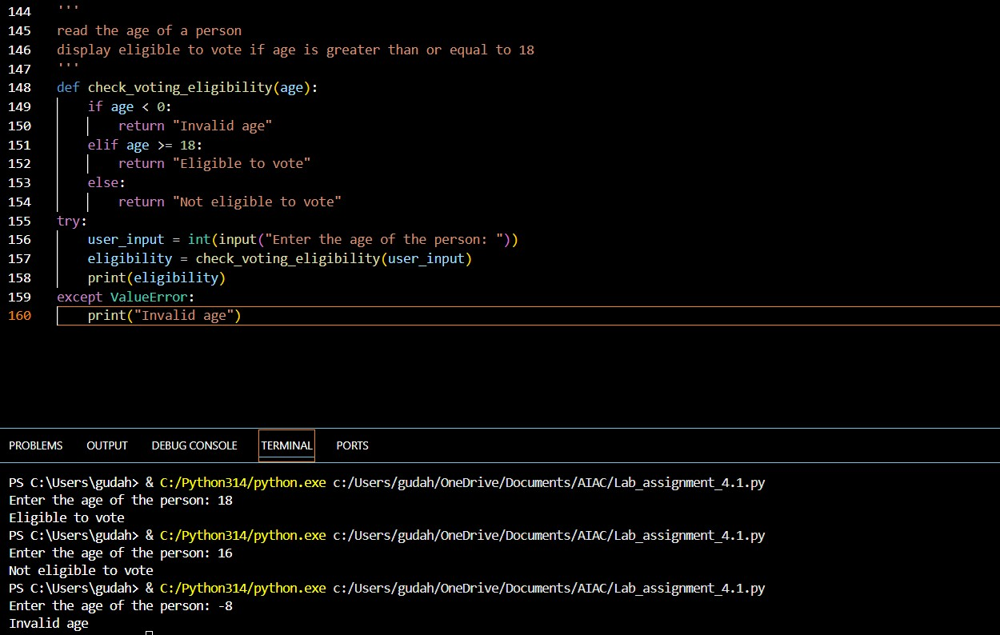 144 '''
145 read the age of a person
146 display eligible to vote if age is greater than or equal to 18
147 '''
148 def check_voting_eligibility(age):
149     if age < 0:
150         return "Invalid age"
151     elif age >= 18:
152         return "Eligible to vote"
153     else:
154         return "Not eligible to vote"
155 try:
156     user_input = int(input("Enter the age of the person: "))
157     eligibility = check_voting_eligibility(user_input)
158     print(eligibility)
159 except ValueError:
160     print("Invalid age")
PROBLEMS OUTPUT DEBUG CONSOLE TERMINAL PORTS
PS C:\Users\gudah> & C:/Python314/python.exe c:/Users/gudah/OneDrive/Documents/AIAC/Lab_assignment_4.1.py
Enter the age of the person: 18
Eligible to vote
PS C:\Users\gudah> & C:/Python314/python.exe c:/Users/gudah/OneDrive/Documents/AIAC/Lab_assignment_4.1.py
Enter the age of the person: 16
Not eligible to vote
PS C:\Users\gudah> & C:/Python314/python.exe c:/Users/gudah/OneDrive/Documents/AIAC/Lab_assignment_4.1.py
Enter the age of the person: -8
Invalid age